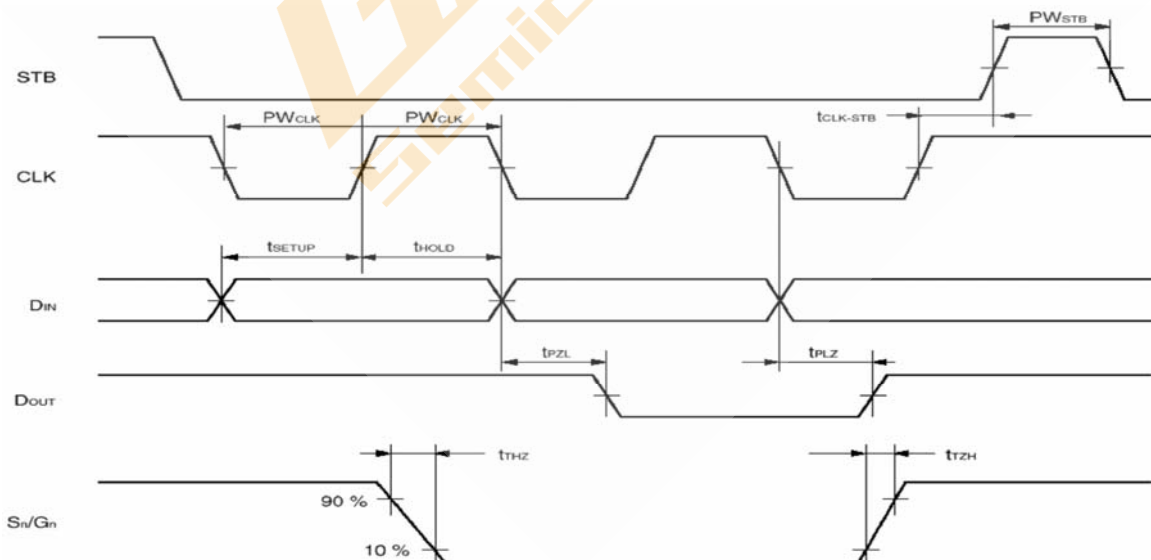 PWSTB
STB
tCLK-STB
PWCLK PWCLK
CLK
tSETUP tHOLD
DIN
tPZL tPLZ
DOUT
tTHZ tTZH
90 %
Sn/Gn
10 %
Semic